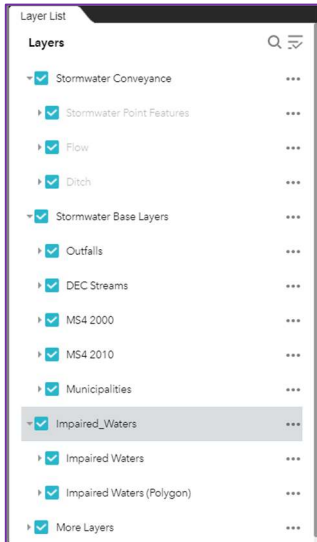 Layer List
Layers
Stormwater Conveyance
Stormwater Point Features
Flow
Ditch
Stormwater Base Layers
Outfalls
DEC Streams
MS4 2000
MS4 2010
Municipalities
Impaired_Waters
Impaired Waters
Impaired Waters (Polygon)
More Layers